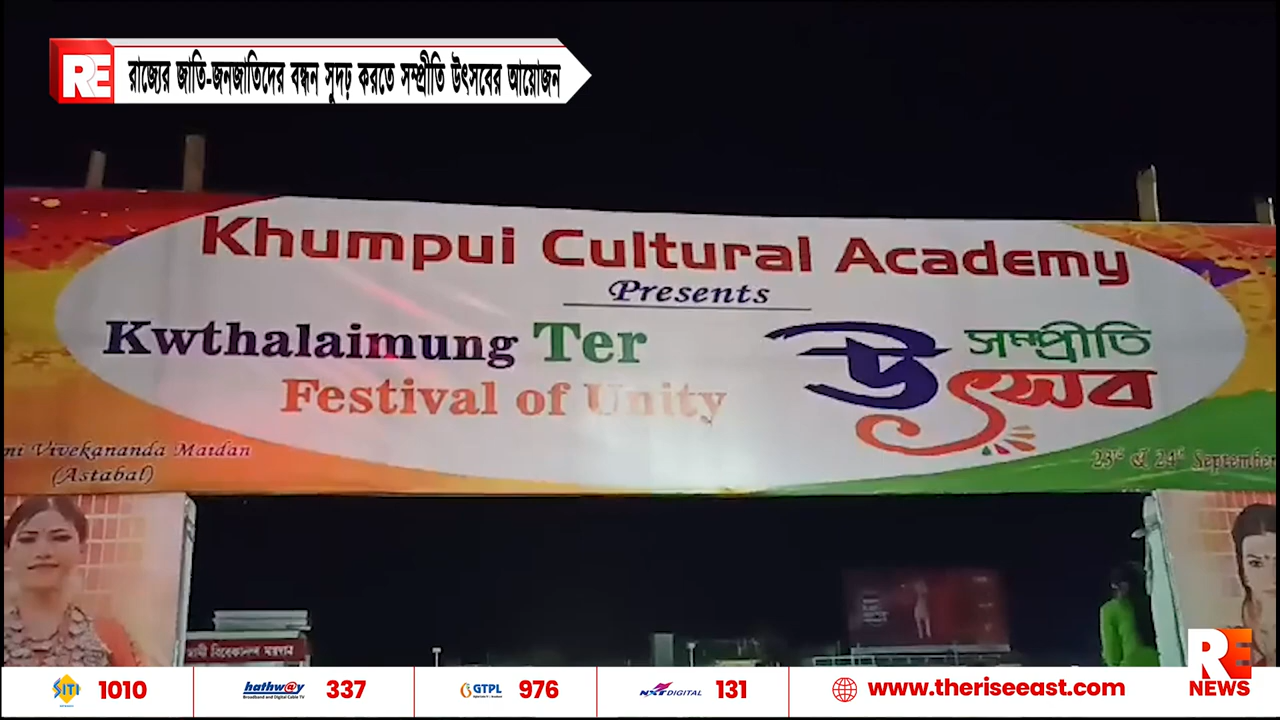 RE রাজ্যের জাতি-জনজাতিদের বন্ধন সুদৃঢ় করতে সম্প্রীতি উৎসবের আয়োজন
Khumpui Cultural Academy
Presents
Kwthalaimung Ter
Festival of Unity
সম্প্রীতি
উৎসব
Vivekananda Maidan
(Astabal)
23rd & 24th September
বিবেকানন্দ ময়দান
SITI 1010
hathway 337
GTPL 976
NXT DIGITAL 131
www.theriseeast.com
RE
NEWS